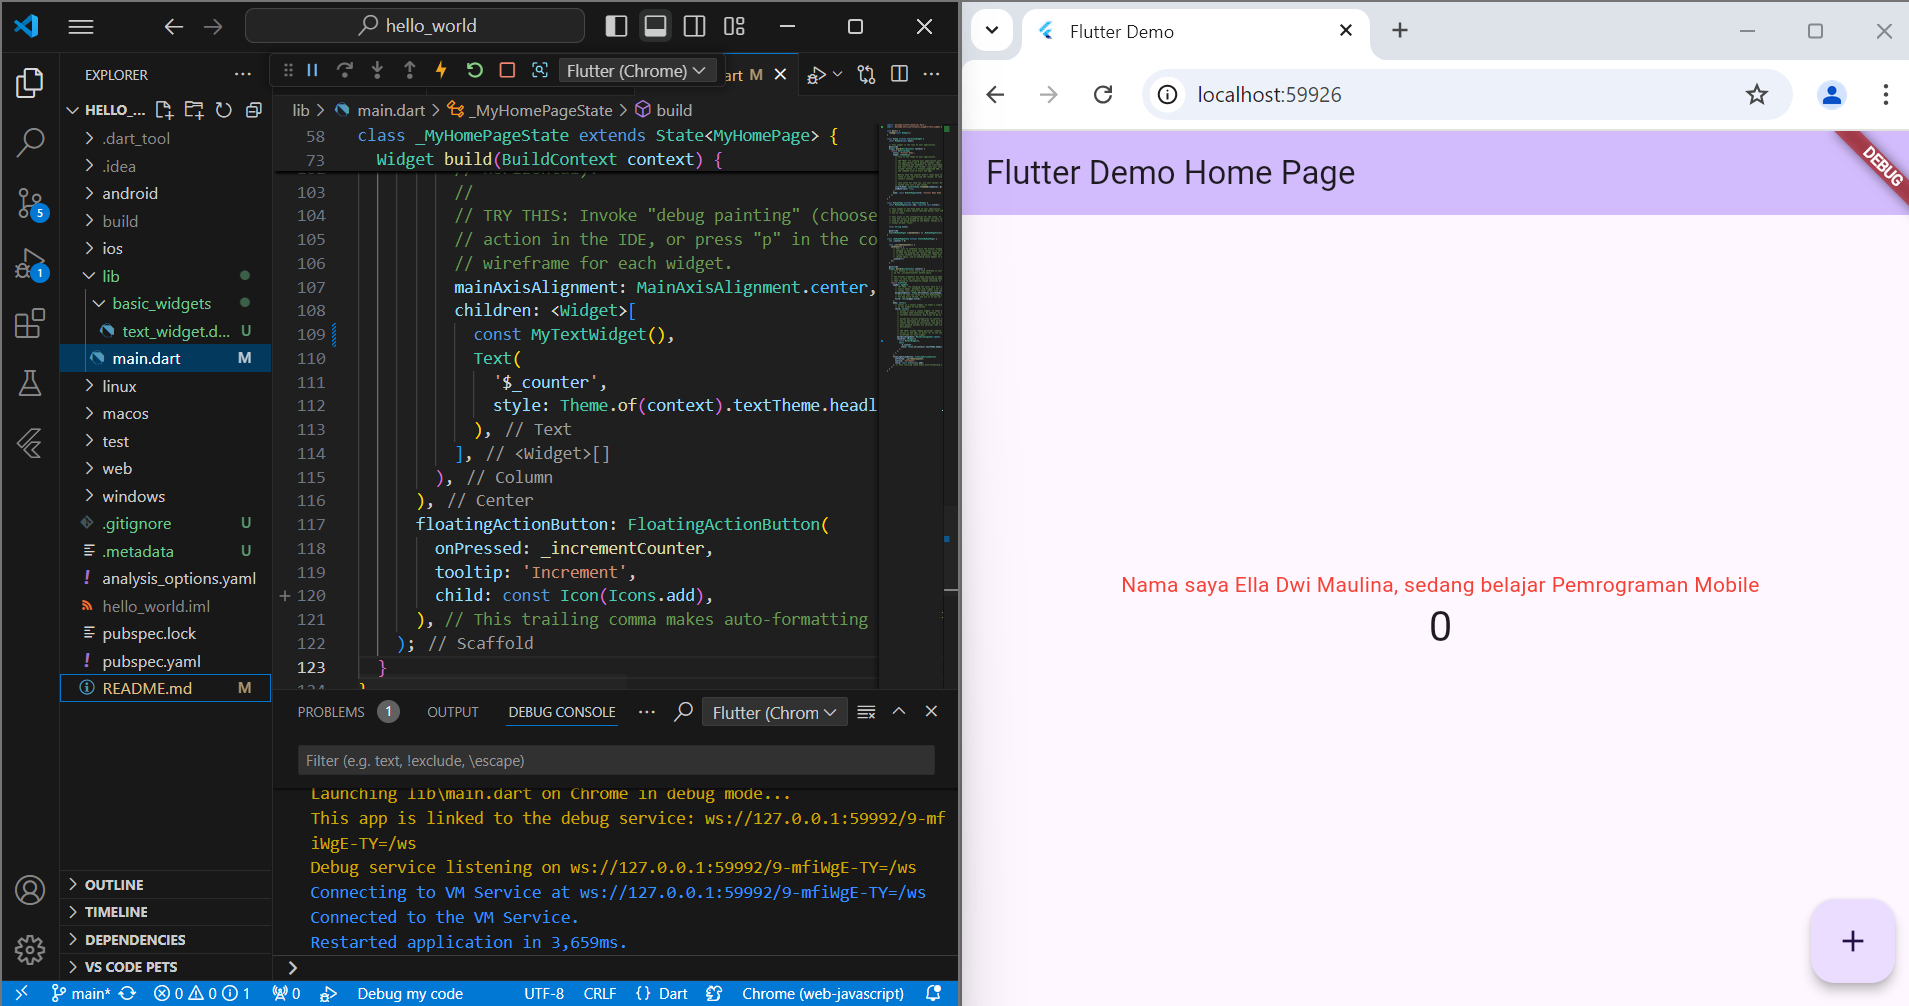 hello_world
EXPLORER
HELLO_...
.dart_tool
.idea
android
build
ios
lib
basic_widgets
text_widget.d... U
main.dart M
linux
macos
test
web
windows
.gitignore U
.metadata U
analysis_options.yaml
hello_world.iml
pubspec.lock
pubspec.yaml
README.md M
OUTLINE
TIMELINE
DEPENDENCIES
VS CODE PETS
5
1
Flutter (Chrome)
art M
lib > main.dart > _MyHomePageState > build
58 class _MyHomePageState extends State<MyHomePage> {
73 Widget build(BuildContext context) {
103 //
104 // TRY THIS: Invoke "debug painting" (choose
105 // action in the IDE, or press "p" in the co
106 // wireframe for each widget.
107 mainAxisAlignment: MainAxisAlignment.center,
108 children: <Widget>[
109 const MyTextWidget(),
110 Text(
111 '$_counter',
112 style: Theme.of(context).textTheme.headl
113 ), // Text
114 ], // <Widget>[]
115 ), // Column
116 ), // Center
117 floatingActionButton: FloatingActionButton(
118 onPressed: _incrementCounter,
119 tooltip: 'Increment',
120 child: const Icon(Icons.add),
121 ), // This trailing comma makes auto-formatting
122 ); // Scaffold
123 }
PROBLEMS 1 OUTPUT DEBUG CONSOLE ... Flutter (Chrom
Filter (e.g. text, !exclude, \escape)
Launching lib\main.dart on Chrome in debug mode...
This app is linked to the debug service: ws://127.0.0.1:59992/9-mf
iWgE-TY=/ws
Debug service listening on ws://127.0.0.1:59992/9-mfiWgE-TY=/ws
Connecting to VM Service at ws://127.0.0.1:59992/9-mfiWgE-TY=/ws
Connected to the VM Service.
Restarted application in 3,659ms.
main* 0 0 1 0 Debug my code UTF-8 CRLF {} Dart Chrome (web-javascript)
Flutter Demo
localhost:59926
Flutter Demo Home Page
DEBUG
Nama saya Ella Dwi Maulina, sedang belajar Pemrograman Mobile
0